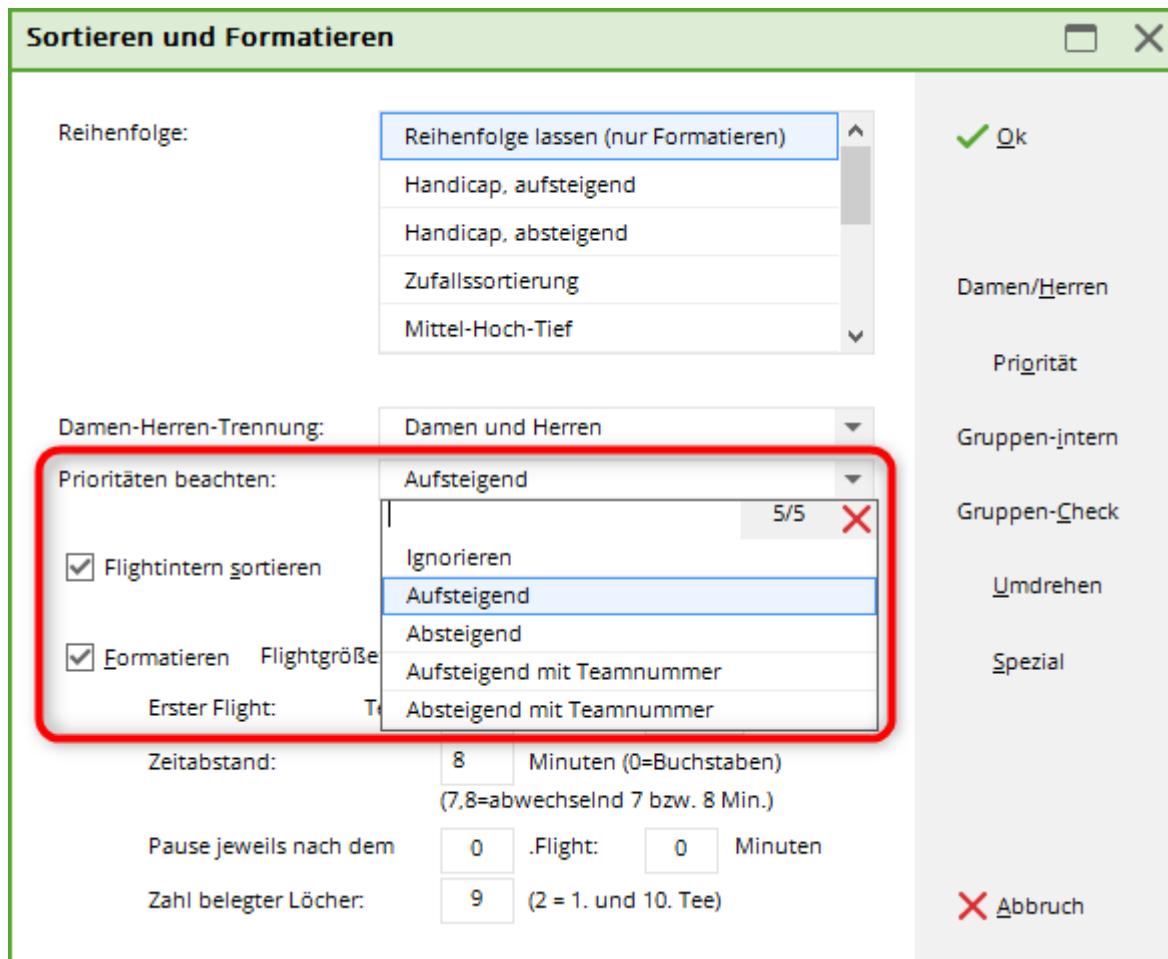 Sortieren und Formatieren
Reihenfolge:
Reihenfolge lassen (nur Formatieren)
Handicap, aufsteigend
Handicap, absteigend
Zufallssortierung
Mittel-Hoch-Tief
Damen-Herren-Trennung: Damen und Herren
Prioritäten beachten: Aufsteigend
5/5
Ignorieren
Aufsteigend
Absteigend
Aufsteigend mit Teamnummer
Absteigend mit Teamnummer
Flightintern sortieren
Formatieren Flightgröße
Erster Flight:
Zeitabstand: 8 Minuten (0=Buchstaben)
(7,8=abwechselnd 7 bzw. 8 Min.)
Pause jeweils nach dem 0 .Flight: 0 Minuten
Zahl belegter Löcher: 9 (2 = 1. und 10. Tee)
Ok
Damen/Herren
Priorität
Gruppen-intern
Gruppen-Check
Umdrehen
Spezial
Abbruch